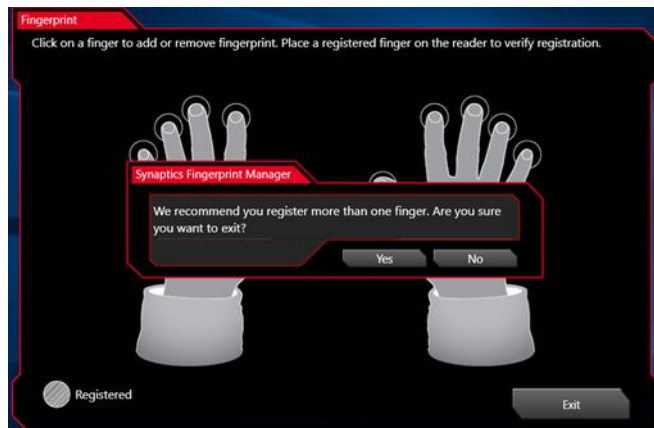 Fingerprint
Click on a finger to add or remove fingerprint. Place a registered finger on the reader to verify registration.
Synaptics Fingerprint Manager
We recommend you register more than one finger. Are you sure
you want to exit?
Yes
No
Registered
Exit